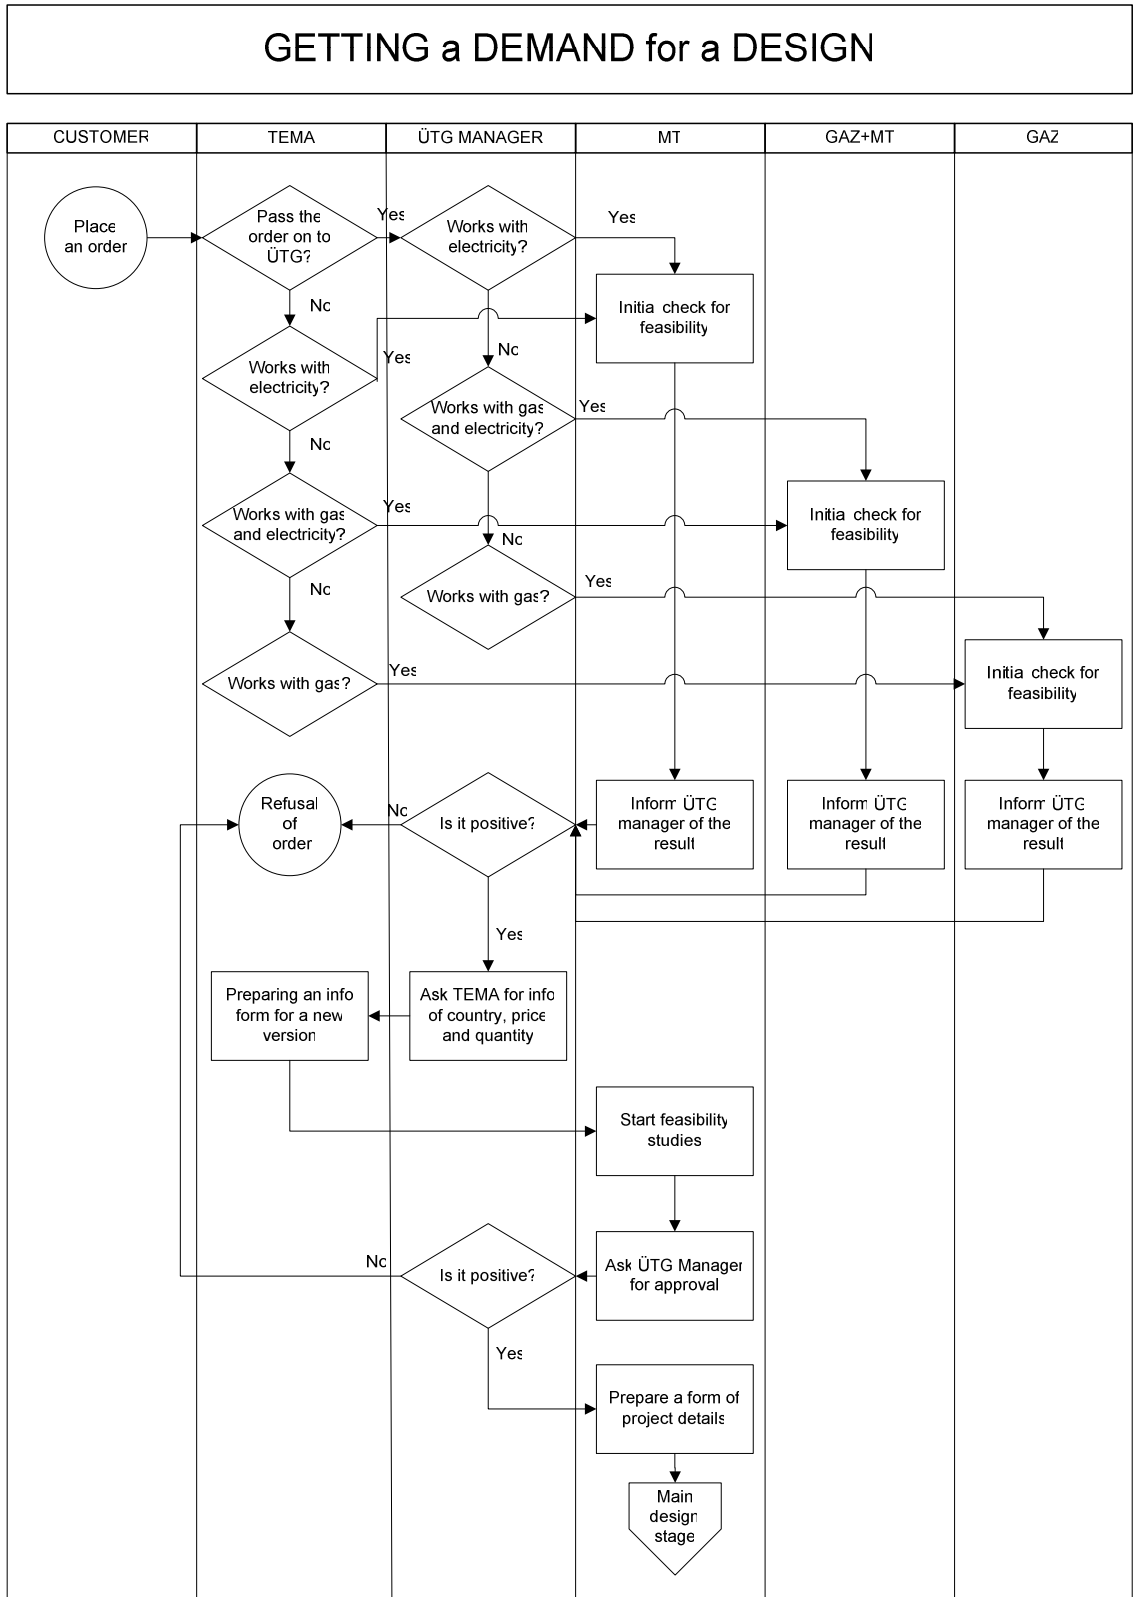 GETTING a DEMAND for a DESIGN
CUSTOMER
TEMA
ÜTG MANAGER
MT
GAZ+MT
GAZ
Place
an order
Pass the
order on to
ÜTG?
Yes
Works with
electricity?
Yes
No
Initial check for
feasibility
Works with
electricity?
Yes
No
Works with gas
and electricity?
Yes
No
Works with gas
and electricity?
Yes
Initial check for
feasibility
No
Works with gas?
Yes
No
Works with gas?
Yes
Initial check for
feasibility
Refusal
of
order
No
Is it positive?
Inform ÜTG
manager of the
result
Inform ÜTG
manager of the
result
Inform ÜTG
manager of the
result
Yes
Preparing an info
form for a new
version
Ask TEMA for info
of country, price
and quantity
Start feasibility
studies
No
Is it positive?
Ask ÜTG Manager
for approval
Yes
Prepare a form of
project details
Main
design
stage